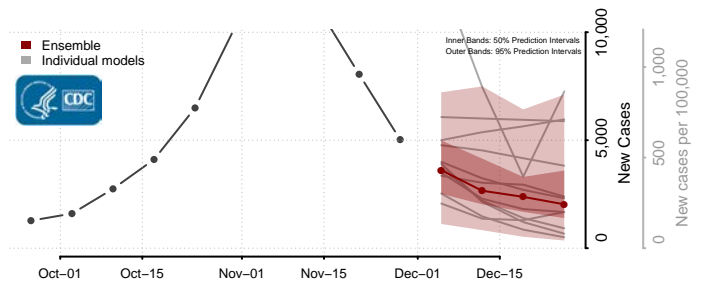 Ensemble
Individual models
CDC
Inner Bands: 50% Prediction Intervals
Outer Bands: 95% Prediction Intervals
10,000
5,000
0
New Cases
1,000
500
0
New cases per 100,000
Oct–01
Oct–15
Nov–01
Nov–15
Dec–01
Dec–15